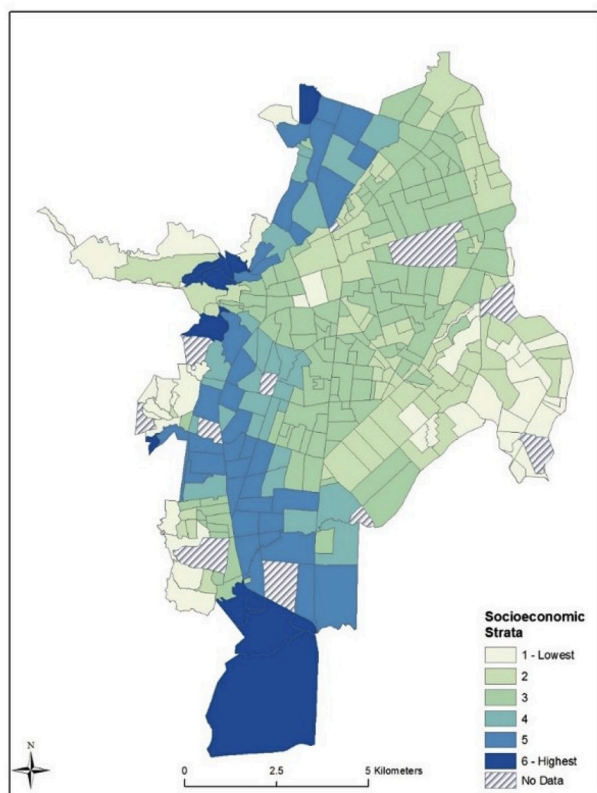 Socioeconomic
Strata
1 - Lowest
2
3
4
5
6 - Highest
No Data
N
0 2.5 5 Kilometers